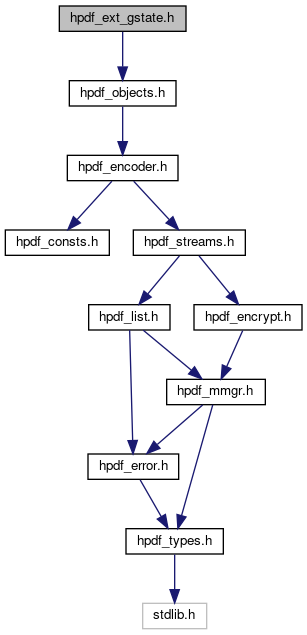 hpdf_ext_gstate.h
hpdf_objects.h
hpdf_encoder.h
hpdf_consts.h
hpdf_streams.h
hpdf_list.h
hpdf_encrypt.h
hpdf_mmgr.h
hpdf_error.h
hpdf_types.h
stdlib.h